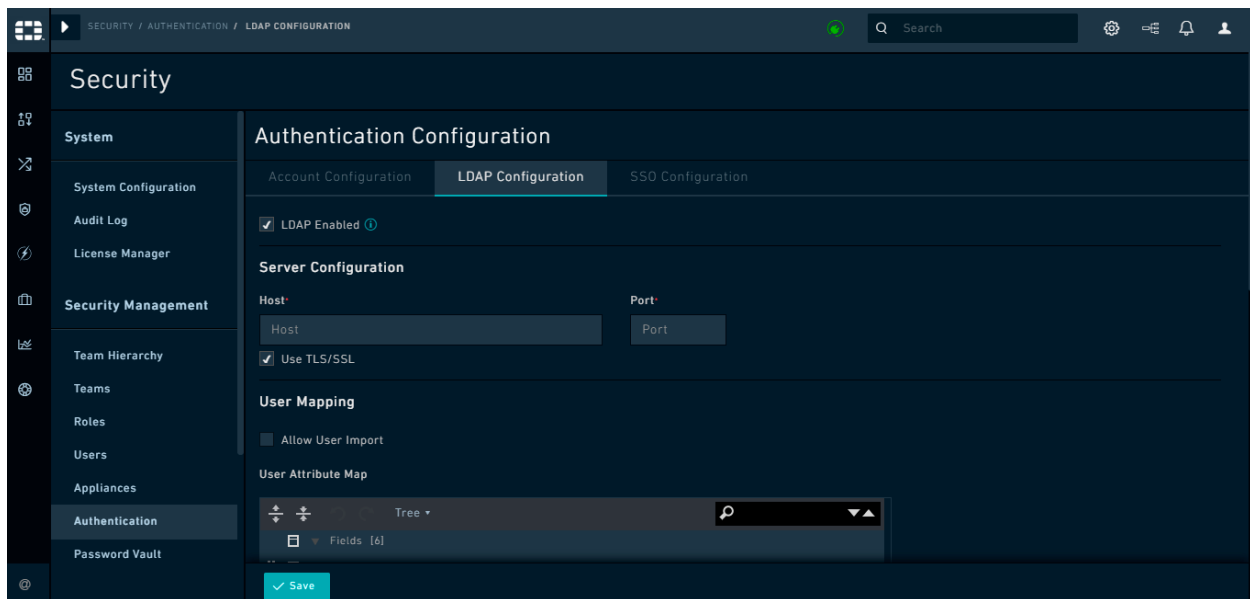 SECURITY / AUTHENTICATION / LDAP CONFIGURATION
Search
Security
System
System Configuration
Audit Log
License Manager
Security Management
Team Hierarchy
Teams
Roles
Users
Appliances
Authentication
Password Vault
@
Authentication Configuration
Account Configuration LDAP Configuration SSO Configuration
LDAP Enabled
Server Configuration
Host* Port*
Host Port
Use TLS/SSL
User Mapping
Allow User Import
User Attribute Map
Tree
Fields [6]
Save